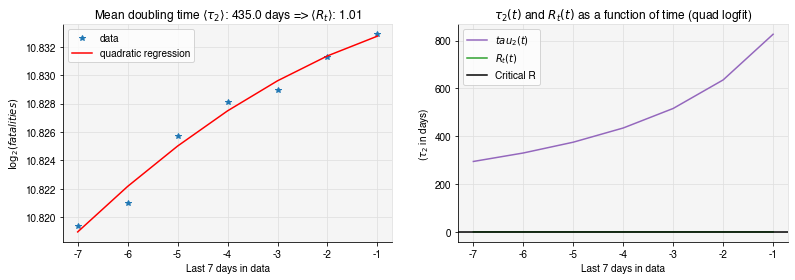 Mean doubling time ⟨τ₂⟩: 435.0 days => ⟨Rₜ⟩: 1.01
log₂(fatalities)
10.832
10.830
10.828
10.826
10.824
10.822
10.820
data
quadratic regression
-7 -6 -5 -4 -3 -2 -1
Last 7 days in data
τ₂(t) and Rₜ(t) as a function of time (quad logfit)
(τ₂ in days)
800
600
400
200
0
tau₂(t)
Rₜ(t)
Critical R
-7 -6 -5 -4 -3 -2 -1
Last 7 days in data